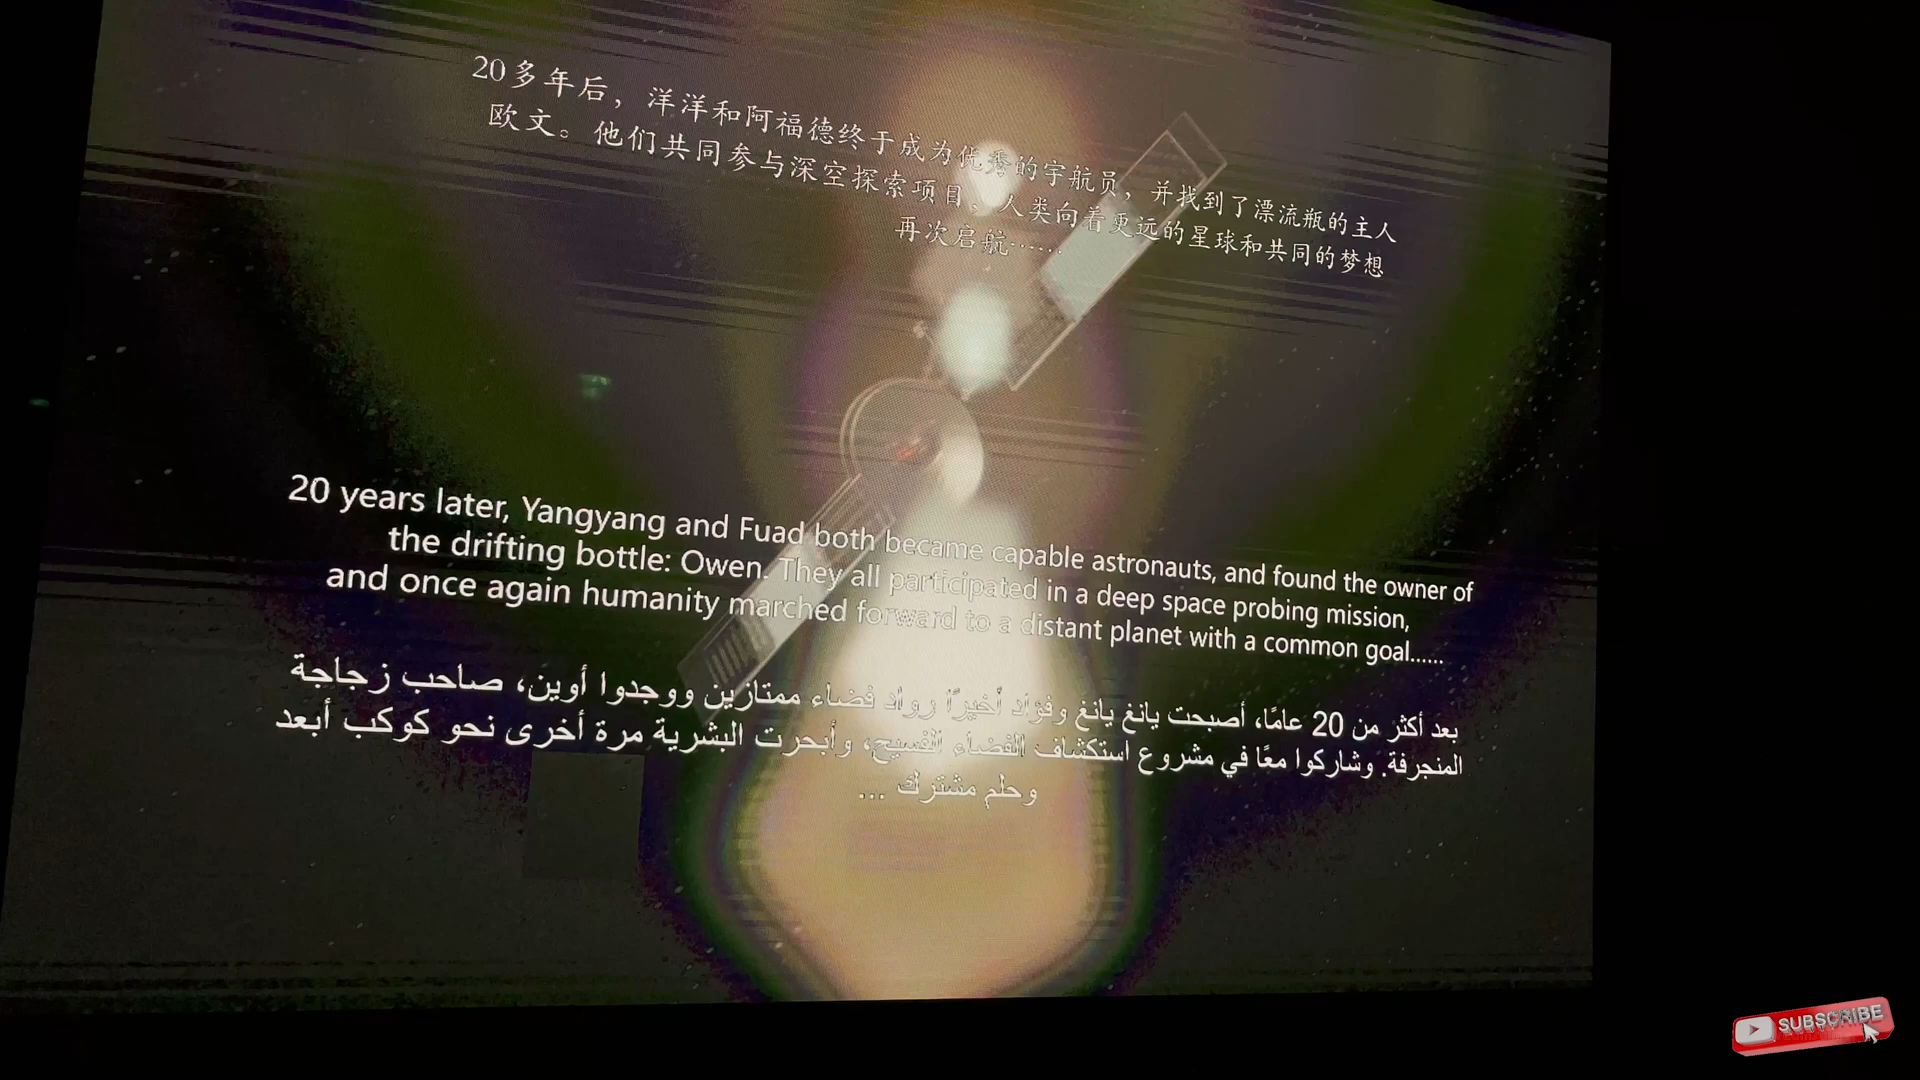 20多年后，洋洋和阿福德终于成为优秀的宇航员，并找到了漂流瓶的主人
欧文。他们共同参与深空探索项目，人类向着更远的星球和共同的梦想
再次启航……
20 years later, Yangyang and Fuad both became capable astronauts, and found the owner of
the drifting bottle: Owen. They all participated in a deep space probing mission,
and once again humanity marched forward to a distant planet with a common goal......
بعد أكثر من 20 عامًا، أصبحت يانغ يانغ وفؤاد أخيرًا رواد فضاء ممتازين ووجدوا أوين، صاحب زجاجة
المنجرفة. وشاركوا معًا في مشروع استكشاف الفضاء الفسيح، وأبحرت البشرية مرة أخرى نحو كوكب أبعد
وحلم مشترك ...
SUBSCRIBE